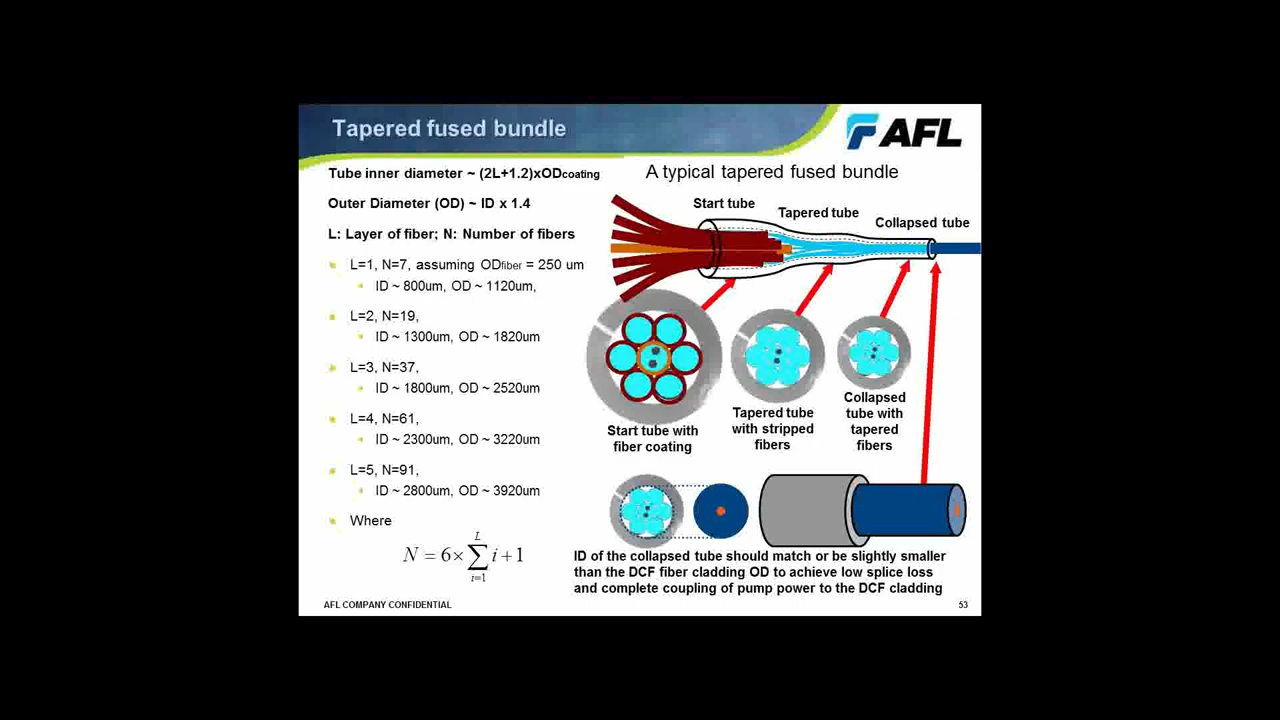 Tapered fused bundle
AFL
Tube inner diameter ~ (2L+1.2)xODcoating
Outer Diameter (OD) ~ ID x 1.4
L: Layer of fiber; N: Number of fibers
L=1, N=7, assuming ODfiber = 250 um
ID ~ 800um, OD ~ 1120um,
L=2, N=19,
ID ~ 1300um, OD ~ 1820um
L=3, N=37,
ID ~ 1800um, OD ~ 2520um
L=4, N=61,
ID ~ 2300um, OD ~ 3220um
L=5, N=91,
ID ~ 2800um, OD ~ 3920um
Where
N = 6 × ∑_{i=1}^{L} i + 1
A typical tapered fused bundle
Start tube
Tapered tube
Collapsed tube
Start tube with
fiber coating
Tapered tube
with stripped
fibers
Collapsed
tube with
tapered
fibers
ID of the collapsed tube should match or be slightly smaller
than the DCF fiber cladding OD to achieve low splice loss
and complete coupling of pump power to the DCF cladding
AFL COMPANY CONFIDENTIAL
53